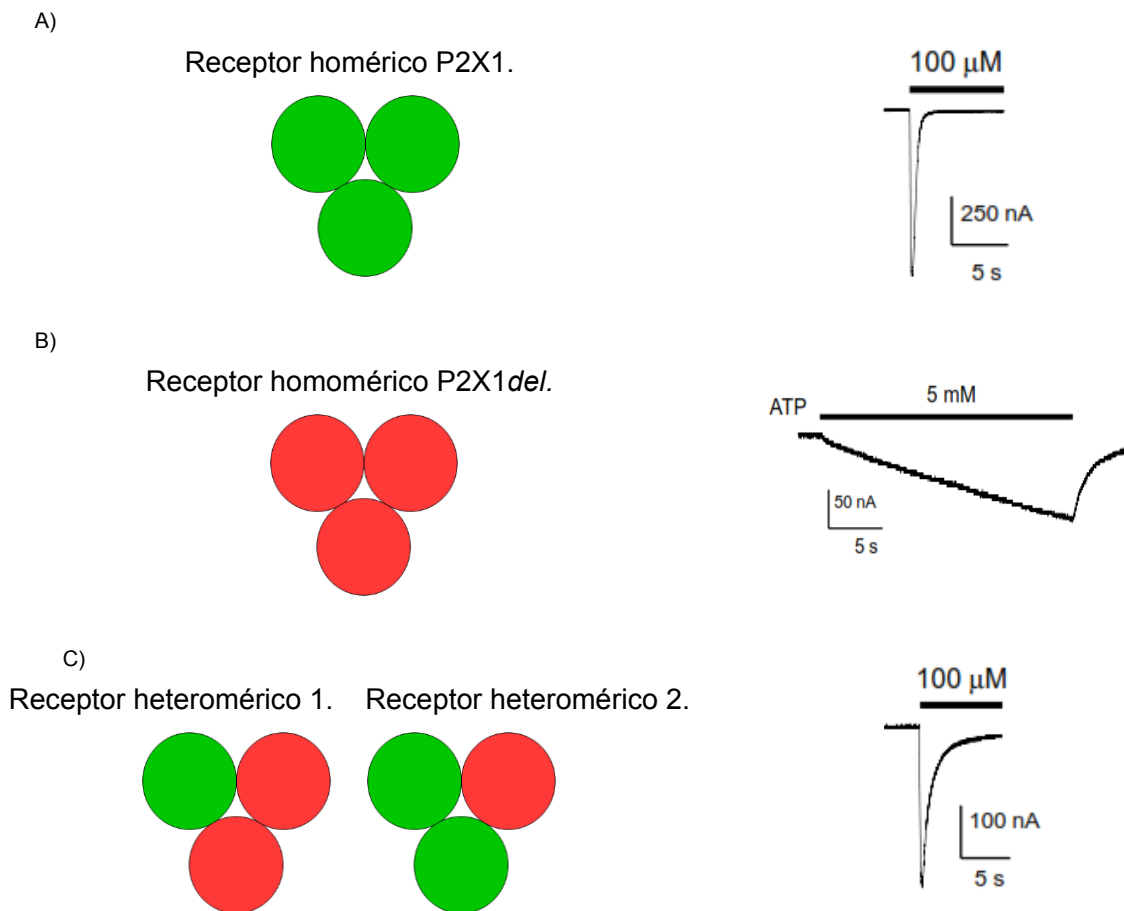 A)
Receptor homérico P2X1.
100 μM
250 nA
5 s
B)
Receptor homomérico P2X1del.
ATP
5 mM
50 nA
5 s
C)
Receptor heteromérico 1.
Receptor heteromérico 2.
100 μM
100 nA
5 s